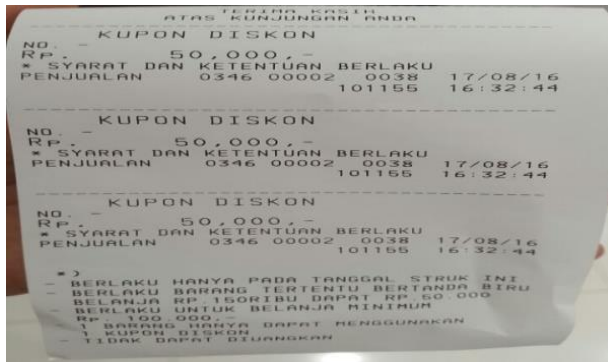 TERIMA KASIH
ATAS KUNJUNGAN ANDA
KUPON DISKON
NO. -
RP. 50,000,-
* SYARAT DAN KETENTUAN BERLAKU
PENJUALAN 0346 00002 0038 17/08/16
101155 16:32:44
KUPON DISKON
NO. -
RP. 50,000,-
* SYARAT DAN KETENTUAN BERLAKU
PENJUALAN 0346 00002 0038 17/08/16
101155 16:32:44
KUPON DISKON
NO. -
RP. 50,000,-
* SYARAT DAN KETENTUAN BERLAKU
PENJUALAN 0346 00002 0038 17/08/16
101155 16:32:44
*)
- BERLAKU HANYA PADA TANGGAL STRUK INI
- BERLAKU BARANG TERTENTU BERTANDA BIRU
BELANJA RP.150RIBU DAPAT RP.50.000
- BERLAKU UNTUK BELANJA MINIMUM
RP. 100.000,-
- 1 BARANG HANYA DAPAT MENGGUNAKAN
1 KUPON DISKON
- TIDAK DAPAT DIUANGKAN